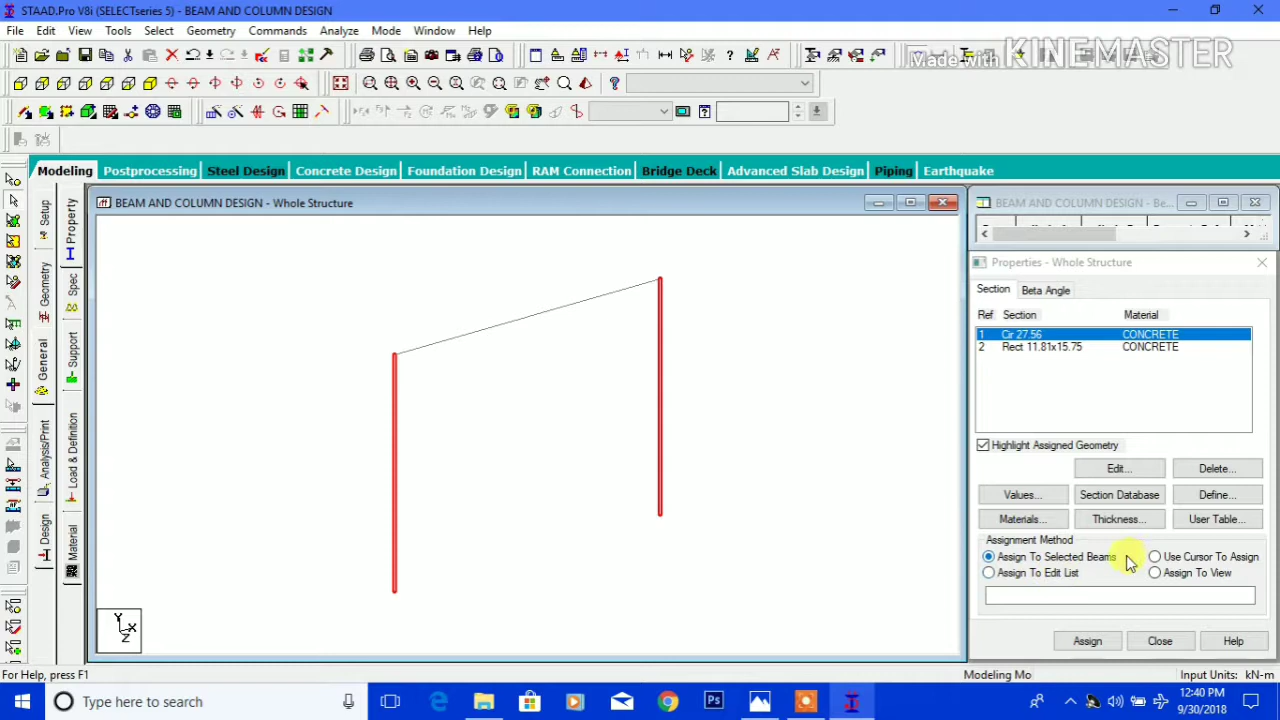 STAAD.Pro V8i (SELECTseries 5) - BEAM AND COLUMN DESIGN
File Edit View Tools Select Geometry Commands Analyze Mode Window Help
Made with KINEMASTER
Modeling Postprocessing Steel Design Concrete Design Foundation Design RAM Connection Bridge Deck Advanced Slab Design Piping Earthquake
BEAM AND COLUMN DESIGN - Whole Structure
BEAM AND COLUMN DESIGN - Be...
Setup
Geometry
General
Analysis/Print
Design
Property
Spec
Support
Load & Definition
Material
Properties - Whole Structure
Section Beta Angle
Ref Section Material
1 Cir 27.56 CONCRETE
2 Rect 11.81x15.75 CONCRETE
Highlight Assigned Geometry
Edit... Delete...
Values... Section Database Define...
Materials... Thickness... User Table...
Assignment Method
Assign To Selected Beams Use Cursor To Assign
Assign To Edit List Assign To View
Assign Close Help
Y
X
Z
For Help, press F1 Modeling Mo Input Units: kN-m
Type here to search
Ps
12:40 PM
9/30/2018